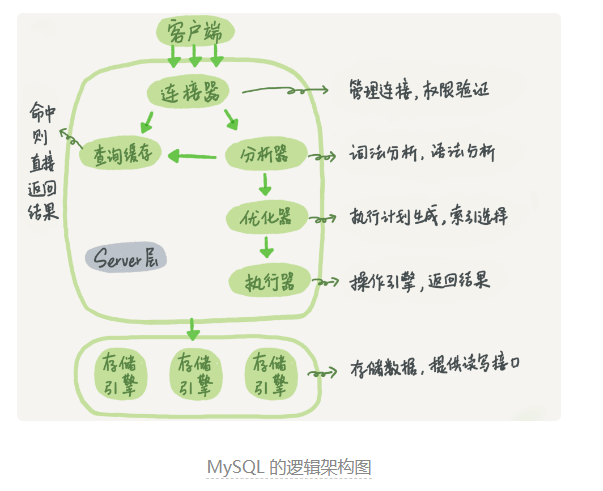 客户端
连接器
管理连接,权限验证
命中
则
直接
返回
结果
查询缓存
分析器
词法分析,语法分析
优化器
执行计划生成,索引选择
Server层
执行器
操作引擎,返回结果
存储
引擎
存储
引擎
存储
引擎
存储数据,提供读写接口
MySQL 的逻辑架构图